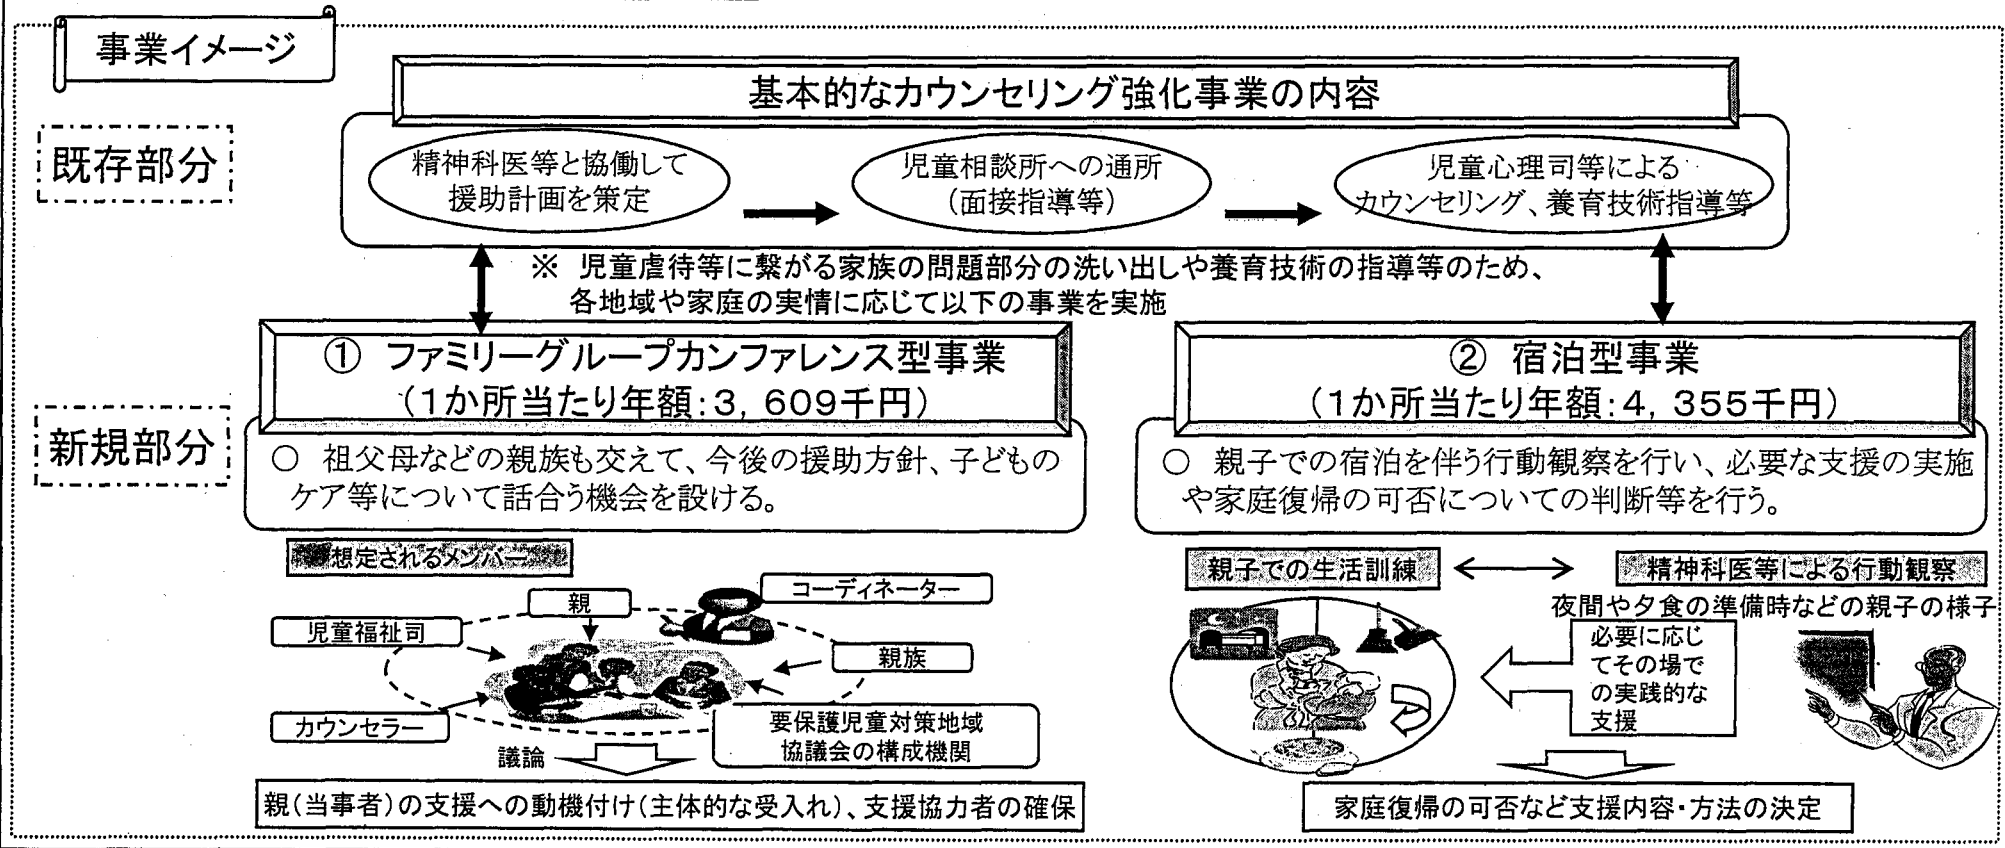 事業イメージ
基本的なカウンセリング強化事業の内容
既存部分
精神科医等と協働して
援助計画を策定
児童相談所への通所
(面接指導等)
児童心理司等による
カウンセリング、養育技術指導等
※ 児童虐待等に繋がる家族の問題部分の洗い出しや養育技術の指導等のため、
各地域や家庭の実情に応じて以下の事業を実施
新規部分
① ファミリーグループカンファレンス型事業
(1か所当たり年額:3,609千円)
○ 祖父母などの親族も交えて、今後の援助方針、子どもの
ケア等について話合う機会を設ける。
想定されるメンバー
親
コーディネーター
児童福祉司
親族
カウンセラー
要保護児童対策地域
協議会の構成機関
議論
親(当事者)の支援への動機付け(主体的な受入れ)、支援協力者の確保
② 宿泊型事業
(1か所当たり年額:4,355千円)
○ 親子での宿泊を伴う行動観察を行い、必要な支援の実施
や家庭復帰の可否についての判断等を行う。
親子での生活訓練
精神科医等による行動観察
夜間や夕食の準備時などの親子の様子
必要に応じ
てその場で
の実践的な
支援
家庭復帰の可否など支援内容・方法の決定